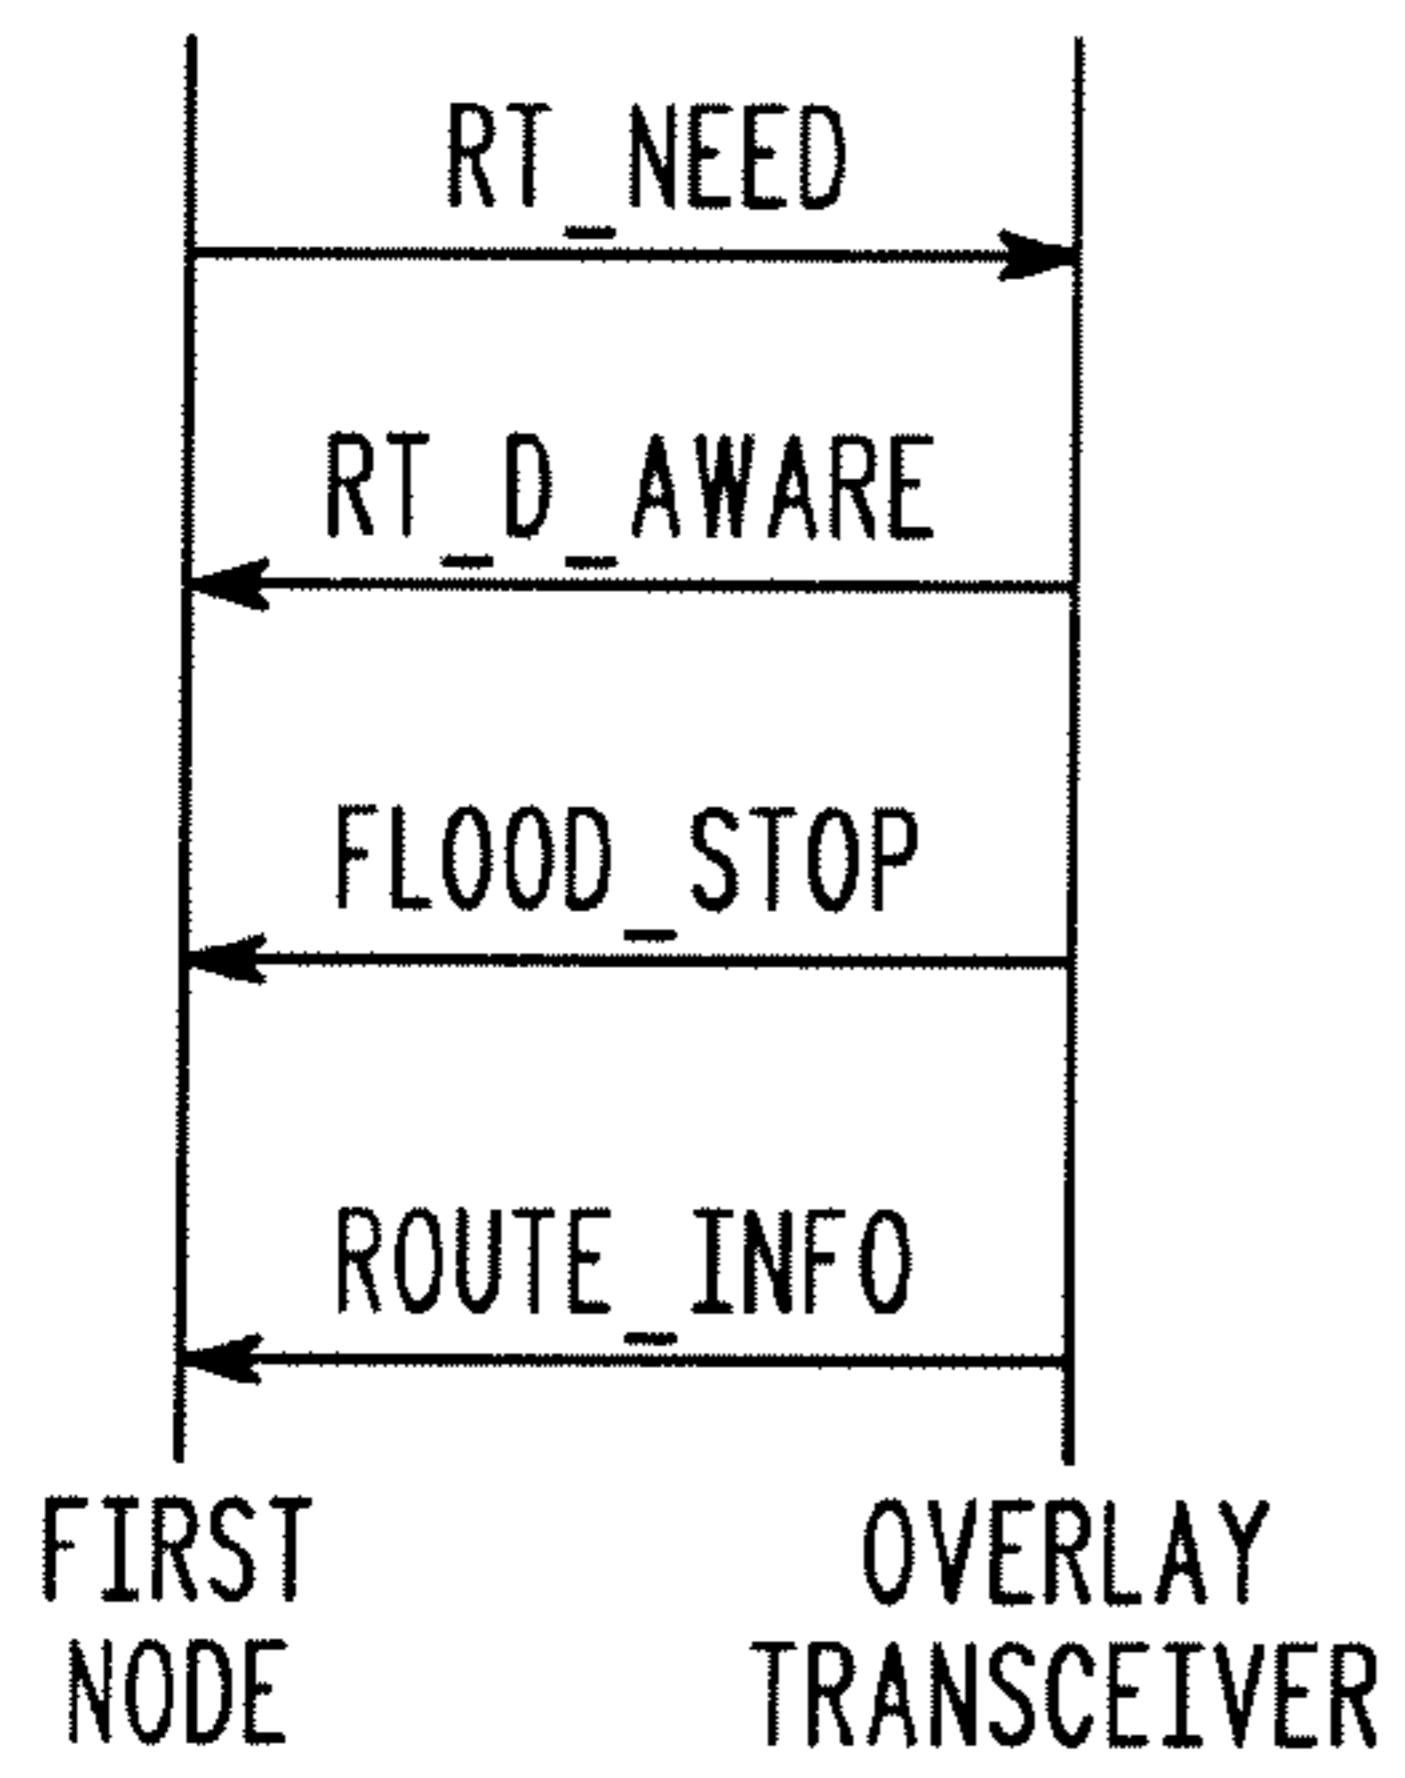 RT_NEED
RT_D_AWARE
FLOOD_STOP
ROUTE_INFO
FIRST
NODE
OVERLAY
TRANSCEIVER